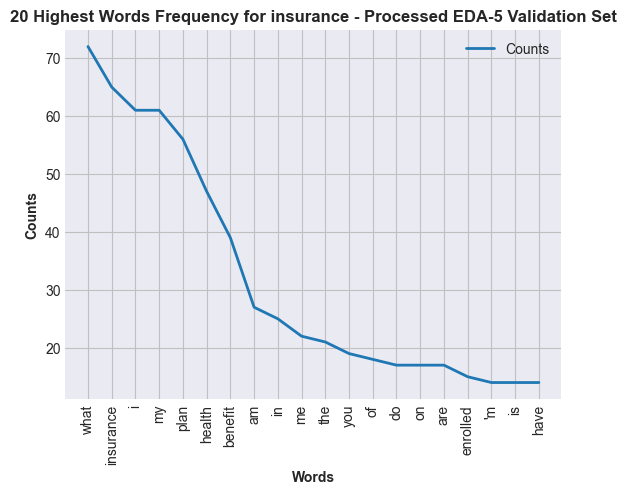 20 Highest Words Frequency for insurance - Processed EDA-5 Validation Set
Counts
70
60
50
40
30
20
Counts
what
insurance
i
my
plan
health
benefit
am
in
me
the
you
of
do
on
are
enrolled
'm
is
have
Words